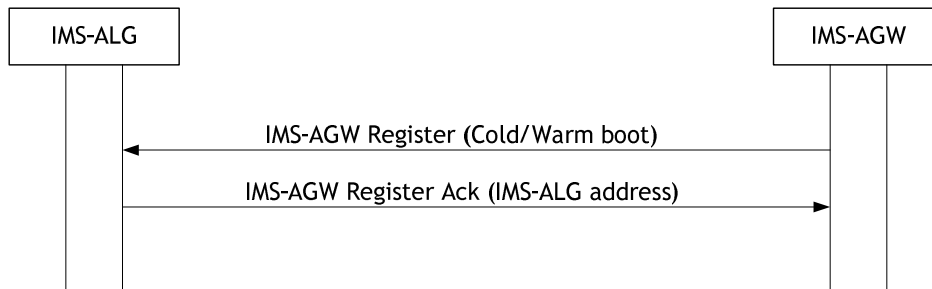 IMS-ALG
IMS-AGW
IMS-AGW Register (Cold/Warm boot)
IMS-AGW Register Ack (IMS-ALG address)